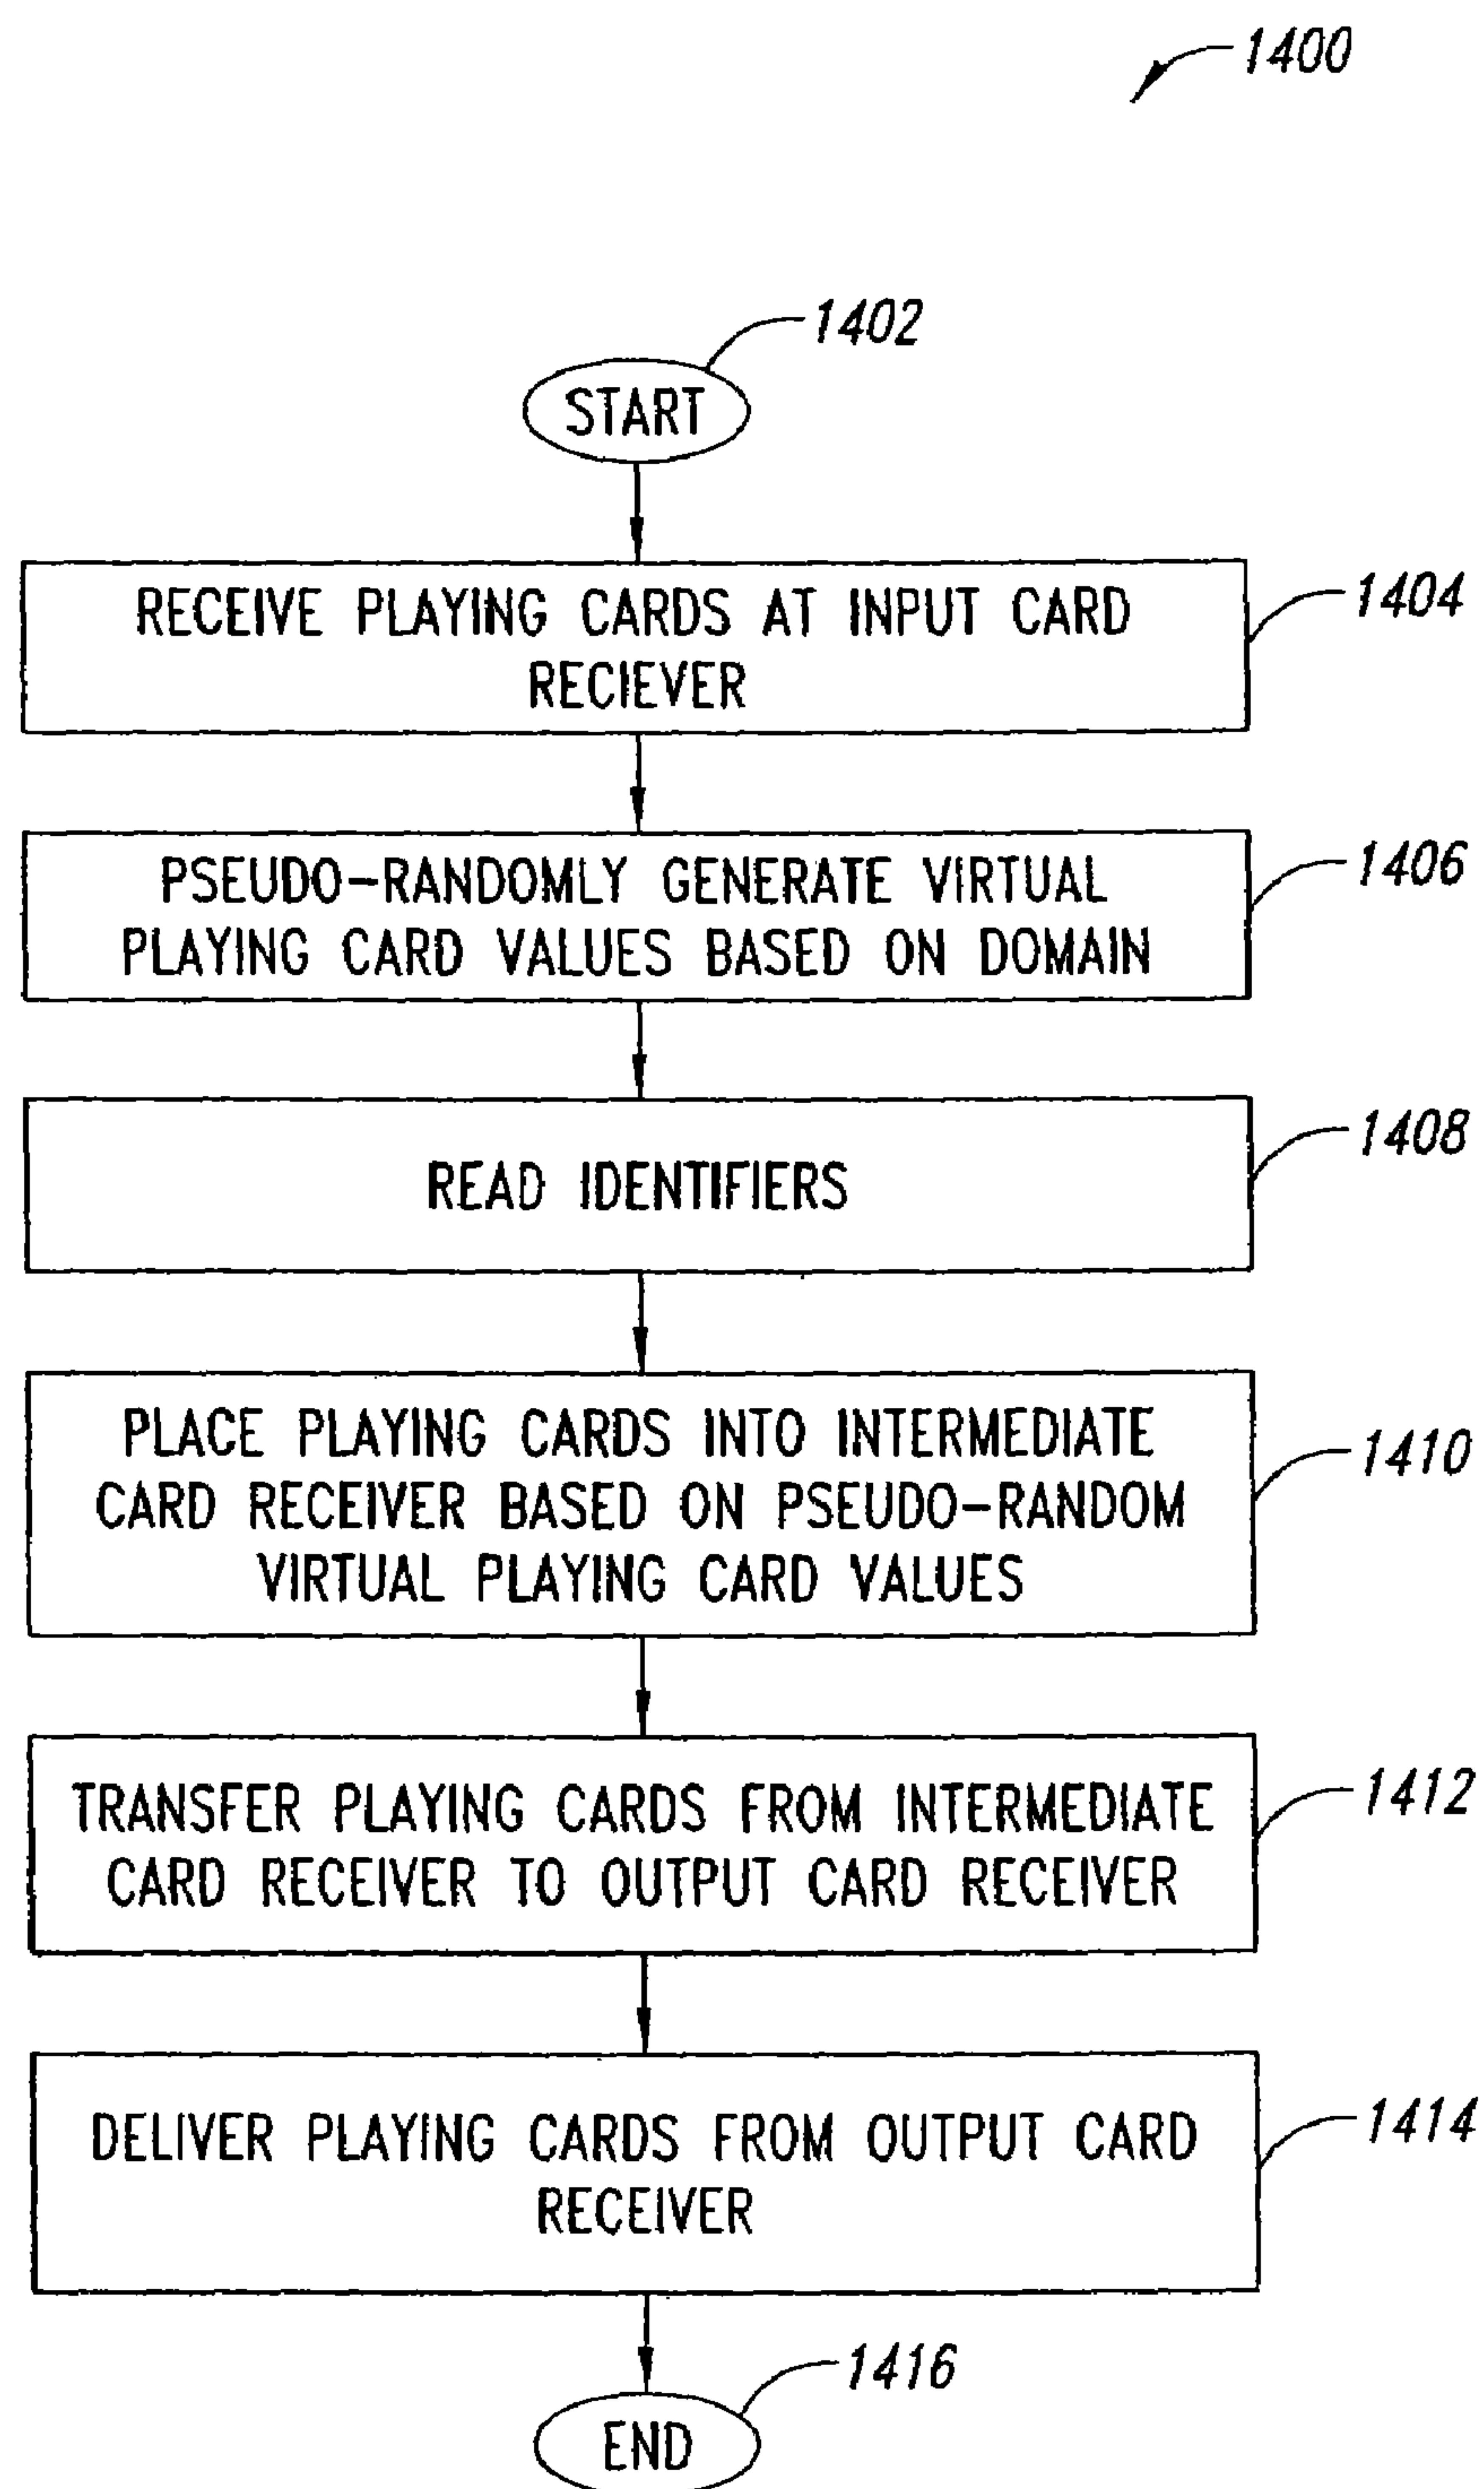 1400
1402
START
RECEIVE PLAYING CARDS AT INPUT CARD
RECIEVER
1404
PSEUDO-RANDOMLY GENERATE VIRTUAL
PLAYING CARD VALUES BASED ON DOMAIN
1406
READ IDENTIFIERS
1408
PLACE PLAYING CARDS INTO INTERMEDIATE
CARD RECEIVER BASED ON PSEUDO-RANDOM
VIRTUAL PLAYING CARD VALUES
1410
TRANSFER PLAYING CARDS FROM INTERMEDIATE
CARD RECEIVER TO OUTPUT CARD RECEIVER
1412
DELIVER PLAYING CARDS FROM OUTPUT CARD
RECEIVER
1414
1416
END